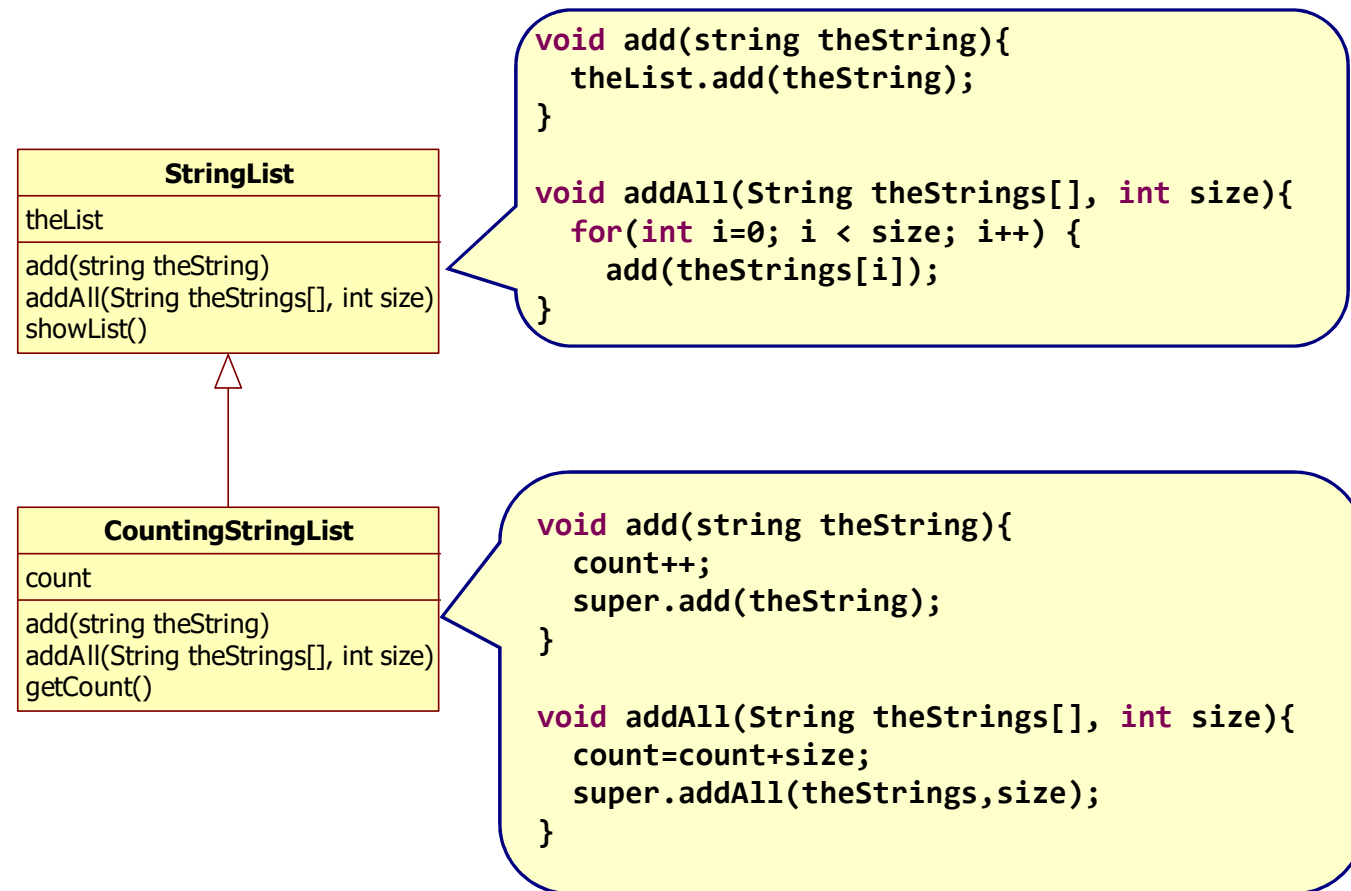 void add(string theString){
theList.add(theString);
}
void addAll(String theStrings[], int size){
for(int i=0; i < size; i++) {
add(theStrings[i]);
}
StringList
theList
add(string theString)
addAll(String theStrings[], int size)
showList()
CountingStringList
count
add(string theString)
addAll(String theStrings[], int size)
getCount()
void add(string theString){
count++;
super.add(theString);
}
void addAll(String theStrings[], int size){
count=count+size;
super.addAll(theStrings,size);
}